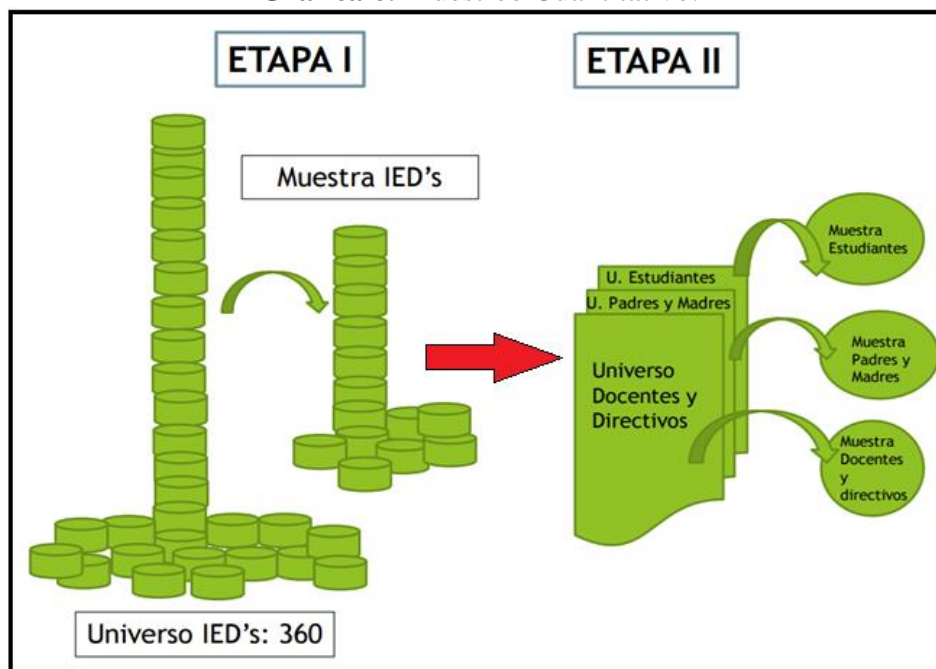 ETAPA I
ETAPA II
Muestra IED's
Universo IED's: 360
U. Estudiantes
U. Padres y Madres
Universo
Docentes y
Directivos
Muestra
Estudiantes
Muestra
Padres y
Madres
Muestra
Docentes
y
directivos